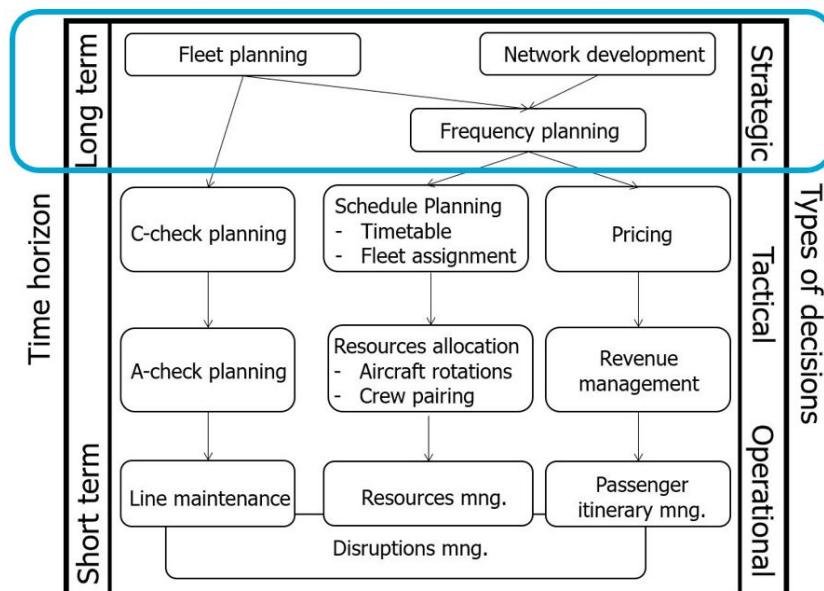 Fleet planning
Network development
Frequency planning
Long term
Strategic
Time horizon
Types of decisions
C-check planning
Schedule Planning
- Timetable
- Fleet assignment
Pricing
Tactical
A-check planning
Resources allocation
- Aircraft rotations
- Crew pairing
Revenue
management
Short term
Operational
Line maintenance
Resources mng.
Passenger
itinerary mng.
Disruptions mng.